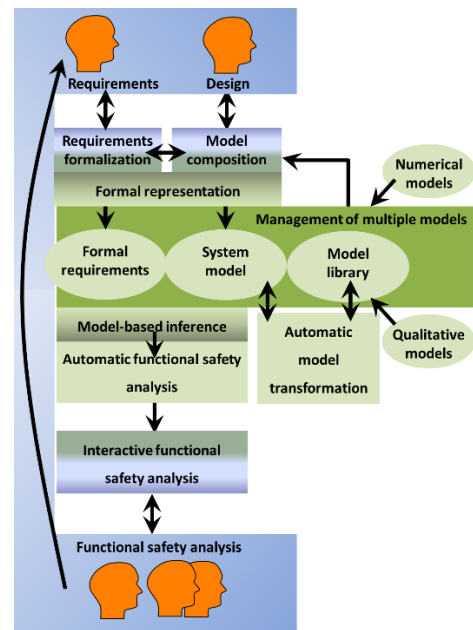 Requirements
Design
Requirements
formalization
Model
composition
Formal representation
Numerical
models
Management of multiple models
Formal
requirements
System
model
Model
library
Model-based inference
Automatic functional safety
analysis
Automatic
model
transformation
Qualitative
models
Interactive functional
safety analysis
Functional safety analysis